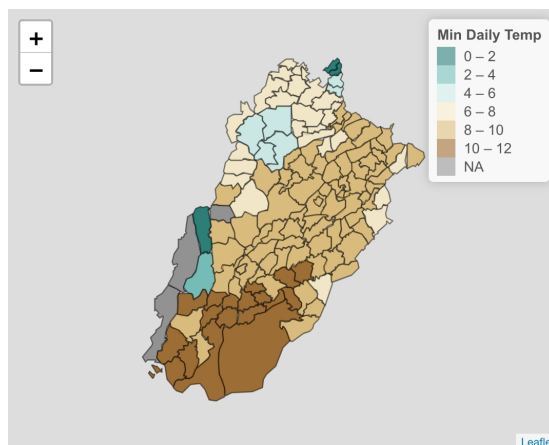 +
−
Min Daily Temp
0 – 2
2 – 4
4 – 6
6 – 8
8 – 10
10 – 12
NA
Leafle